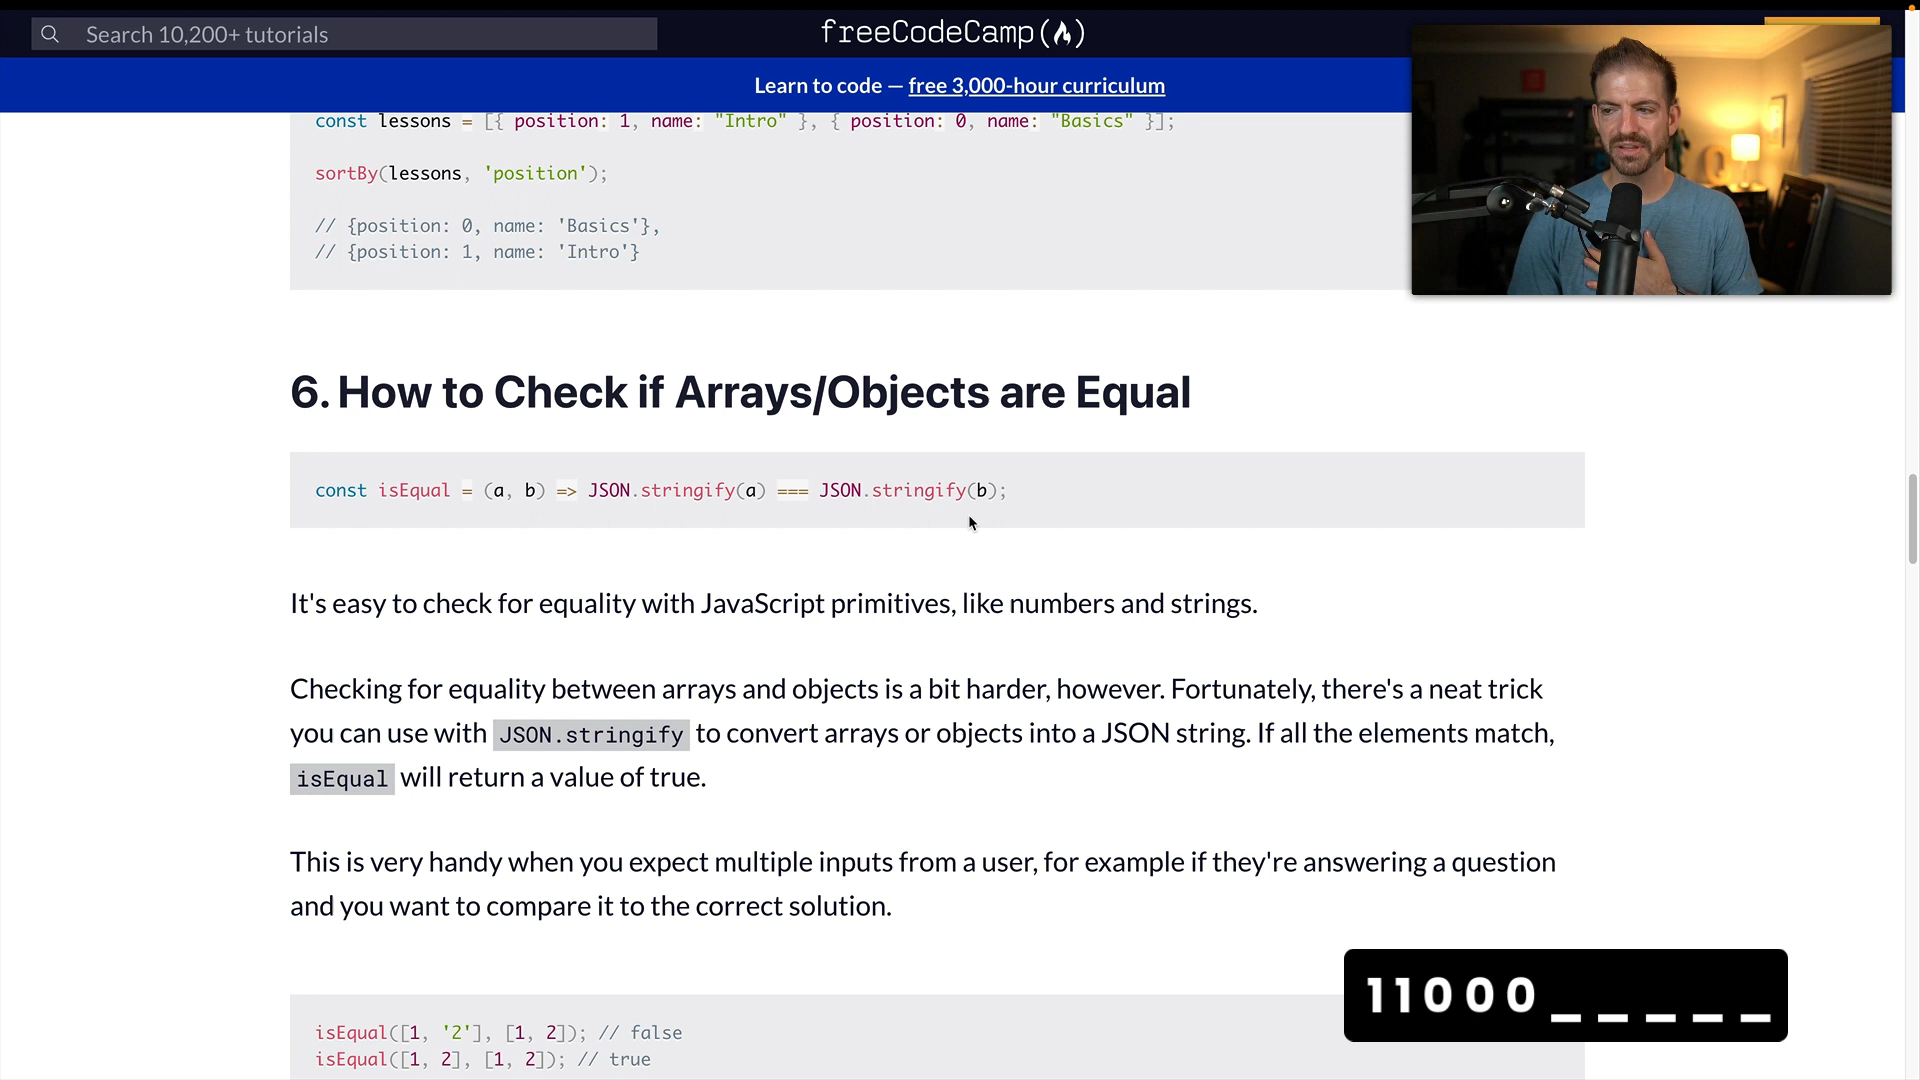 Search 10,200+ tutorials
freeCodeCamp(🔥)
Learn to code — free 3,000-hour curriculum
const lessons = [{ position: 1, name: "Intro" }, { position: 0, name: "Basics" }];
sortBy(lessons, 'position');
// {position: 0, name: 'Basics'},
// {position: 1, name: 'Intro'}
6. How to Check if Arrays/Objects are Equal
const isEqual = (a, b) => JSON.stringify(a) === JSON.stringify(b);
It's easy to check for equality with JavaScript primitives, like numbers and strings.
Checking for equality between arrays and objects is a bit harder, however. Fortunately, there's a neat trick
you can use with JSON.stringify to convert arrays or objects into a JSON string. If all the elements match,
isEqual will return a value of true.
This is very handy when you expect multiple inputs from a user, for example if they're answering a question
and you want to compare it to the correct solution.
isEqual([1, '2'], [1, 2]); // false
isEqual([1, 2], [1, 2]); // true
11000_____